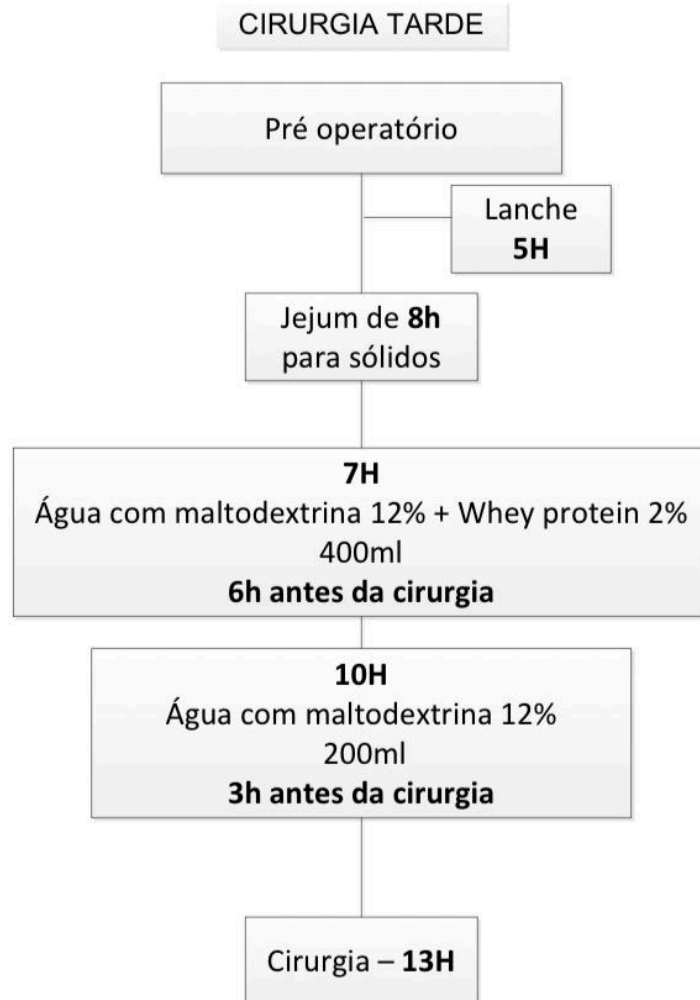 CIRURGIA TARDE
Pré operatório
Lanche
5H
Jejum de 8h
para sólidos
7H
Água com maltodextrina 12% + Whey protein 2%
400ml
6h antes da cirurgia
10H
Água com maltodextrina 12%
200ml
3h antes da cirurgia
Cirurgia – 13H